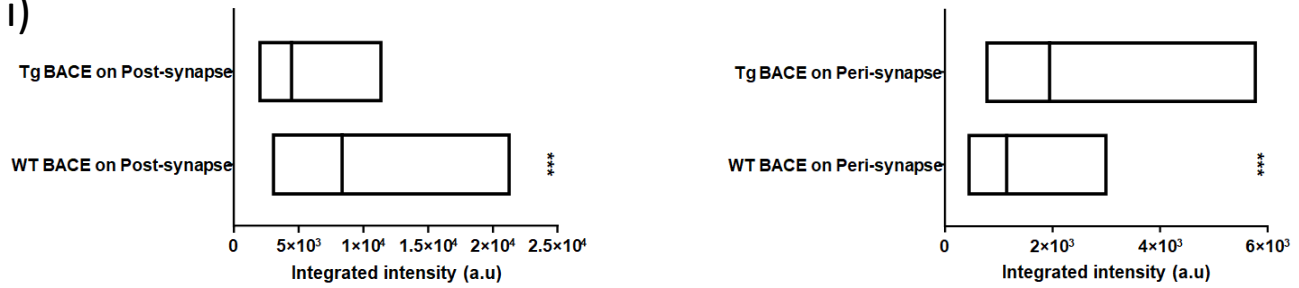 i)
Tg BACE on Post-synapse
WT BACE on Post-synapse
***
0 5×10³ 1×10⁴ 1.5×10⁴ 2×10⁴ 2.5×10⁴
Integrated intensity (a.u)
Tg BACE on Peri-synapse
WT BACE on Peri-synapse
***
0 2×10³ 4×10³ 6×10³
Integrated intensity (a.u)